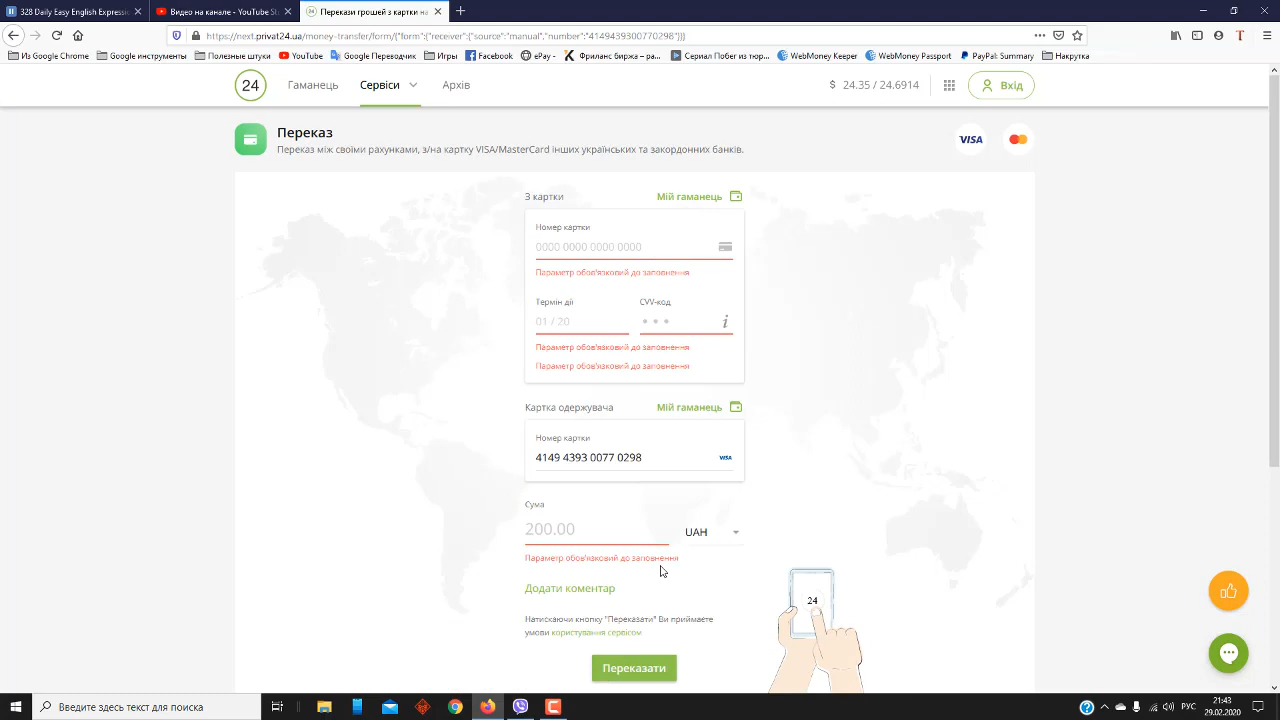 328 Daily Easy English Expressi
Видео на канале - YouTube St
Перекази грошей з картки на
https://next.privat24.ua/money-transfer/form/{"form":{"receiver":{"source":"manual","number":"4149439300770298"}}}
Из Google Chrome
Google инструменты
Полезные штуки
YouTube
Google Переводчик
Игры
Facebook
ePay -
Биржа фриланса – ра...
Сериал Побег из тюр...
WebMoney Keeper
WebMoney Passport
PayPal: Summary
Накрутка
24
Гаманець
Сервіси
Архів
$ 24.35 / 24.6914
Вхід
Переказ
Переказ між своїми рахунками, з/на картку VISA/MasterCard інших українських та закордонних банків.
VISA
З картки
Мій гаманець
Номер картки
0000 0000 0000 0000
Параметр обов'язковий до заповнення
Термін дії
CVV-код
01 / 20
Параметр обов'язковий до заповнення
Параметр обов'язковий до заповнення
Картка одержувача
Мій гаманець
Номер картки
4149 4393 0077 0298
VISA
Сума
200.00
UAH
Параметр обов'язковий до заповнення
Додати коментар
24
Натискаючи кнопку "Переказати" Ви приймаєте
умови користування сервісом
Переказати
Введите здесь текст для поиска
РУС
21:43
29.02.2020